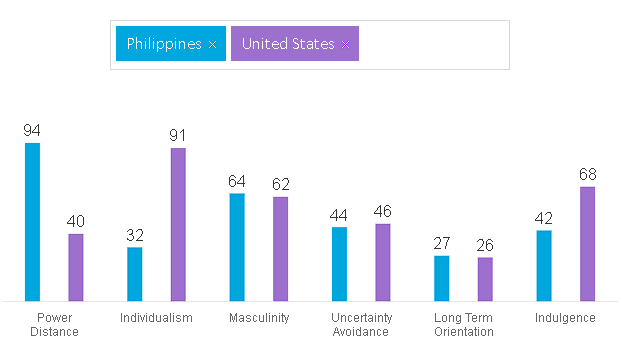 Philippines × United States ×
94 40 32 91 64 62 44 46 27 26 42 68
Power Distance
Individualism
Masculinity
Uncertainty Avoidance
Long Term Orientation
Indulgence